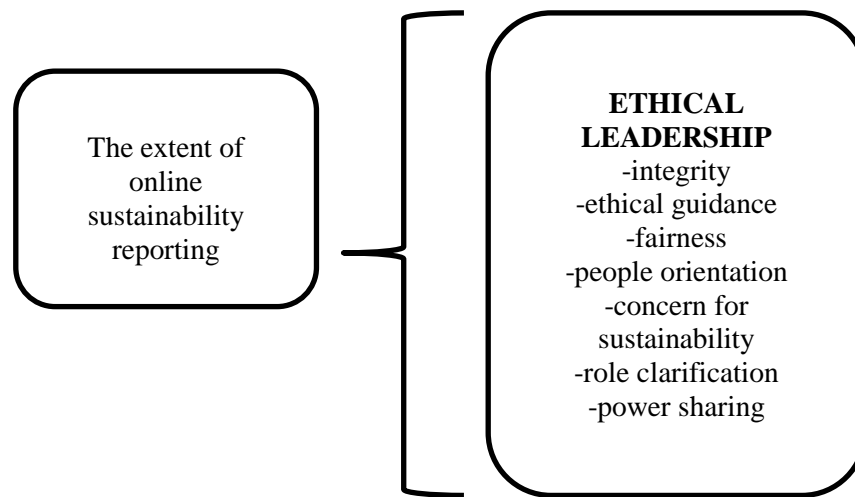 The extent of
online
sustainability
reporting
ETHICAL
LEADERSHIP
-integrity
-ethical guidance
-fairness
-people orientation
-concern for
sustainability
-role clarification
-power sharing